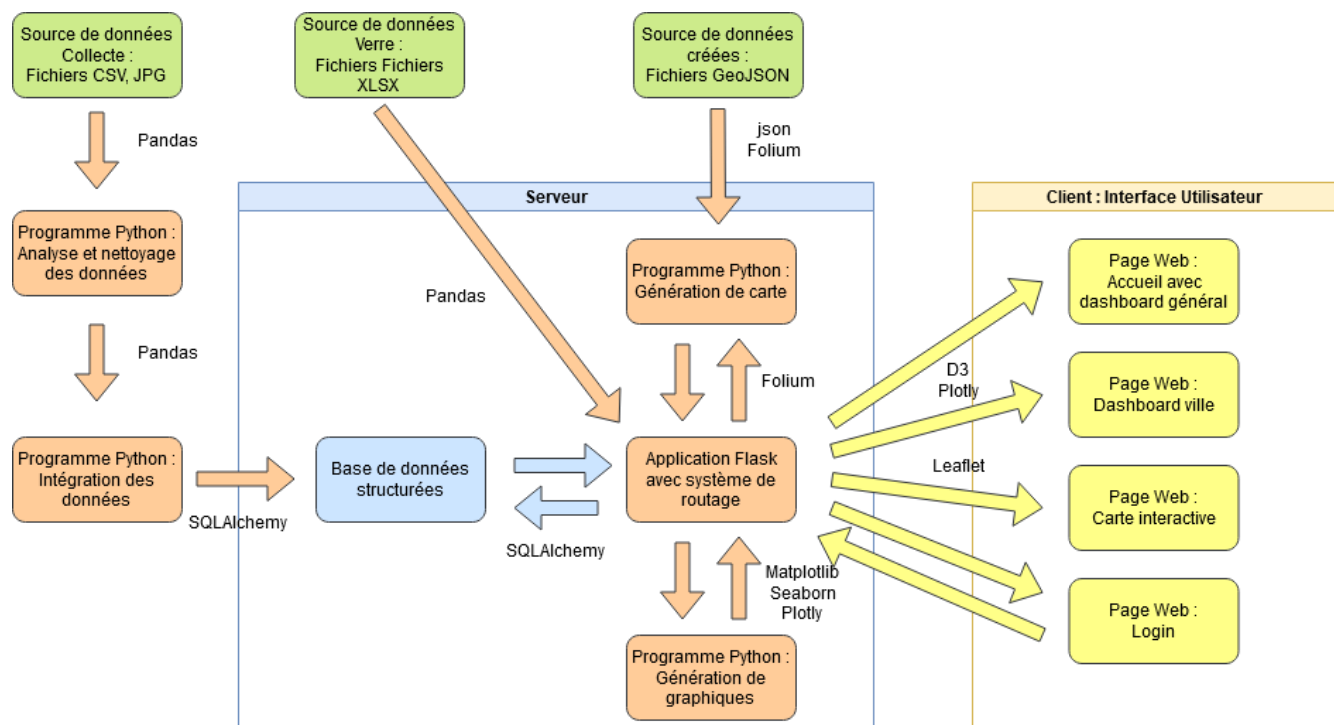 Source de données
Collecte :
Fichiers CSV, JPG
Source de données
Verre :
Fichiers Fichiers
XLSX
Source de données
créées :
Fichiers GeoJSON
Pandas
json
Folium
Serveur
Client : Interface Utilisateur
Programme Python :
Analyse et nettoyage
des données
Pandas
Programme Python :
Génération de carte
Page Web :
Accueil avec
dashboard général
Pandas
Folium
D3
Plotly
Page Web :
Dashboard ville
Programme Python :
Intégration des
données
SQLAlchemy
Base de données
structurées
SQLAlchemy
Application Flask
avec système de
routage
Leaflet
Page Web :
Carte interactive
Matplotlib
Seaborn
Plotly
Page Web :
Login
Programme Python :
Génération de
graphiques